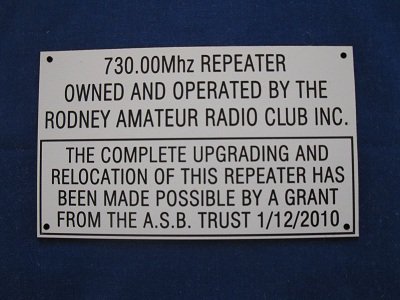 730.00Mhz REPEATER
OWNED AND OPERATED BY THE
RODNEY AMATEUR RADIO CLUB INC.
THE COMPLETE UPGRADING AND
RELOCATION OF THIS REPEATER HAS
BEEN MADE POSSIBLE BY A GRANT
FROM THE A.S.B. TRUST 1/12/2010